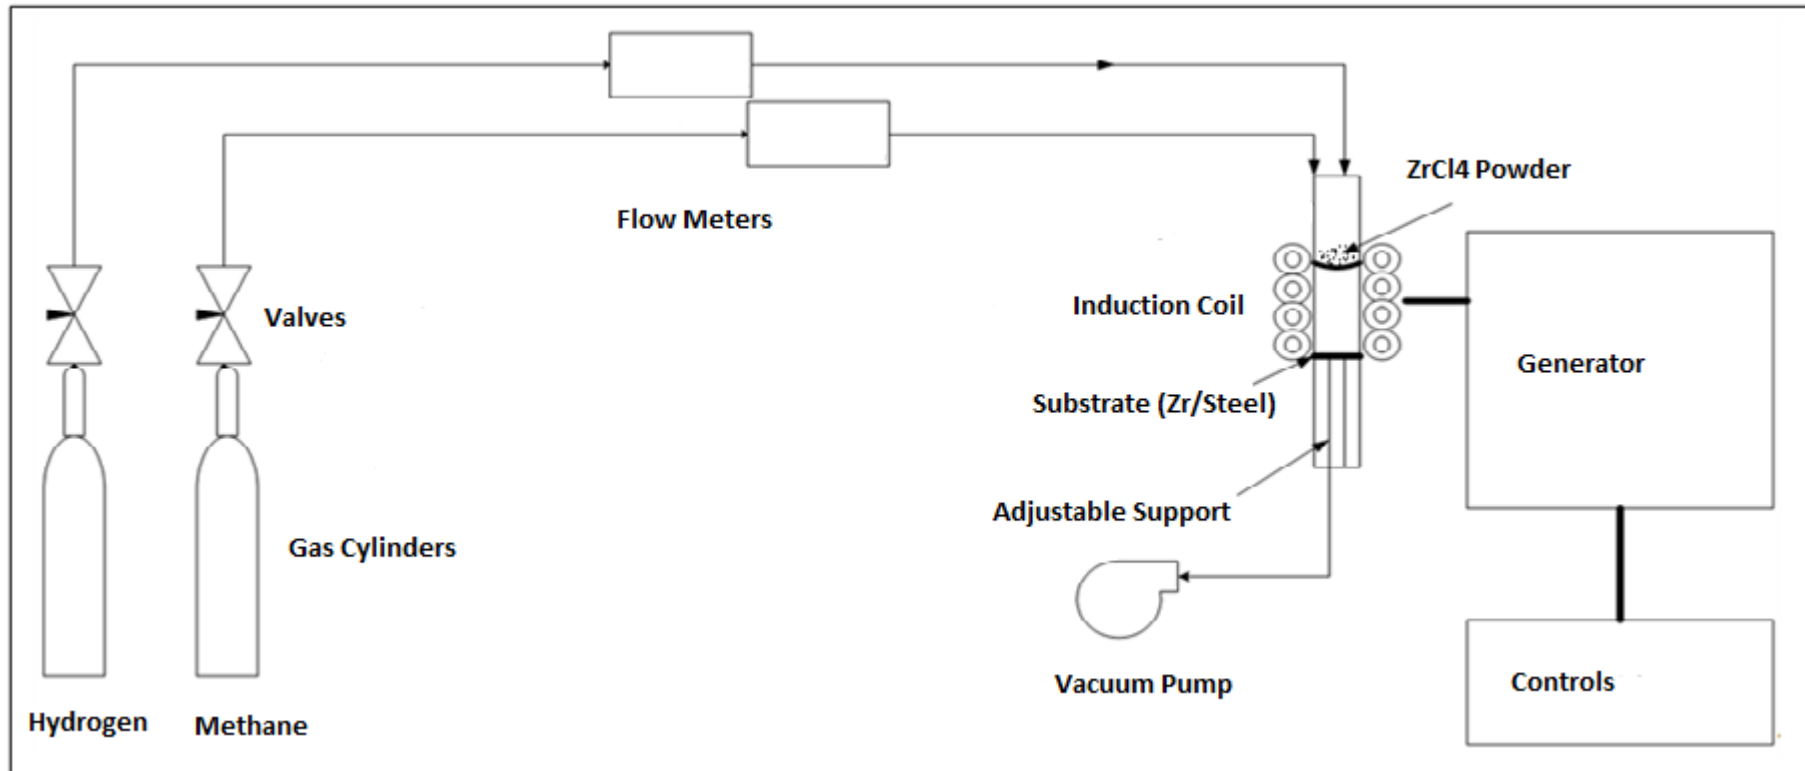 ZrCl4 Powder
Flow Meters
Valves
Induction Coil
Generator
Substrate (Zr/Steel)
Adjustable Support
Gas Cylinders
Vacuum Pump
Controls
Hydrogen
Methane